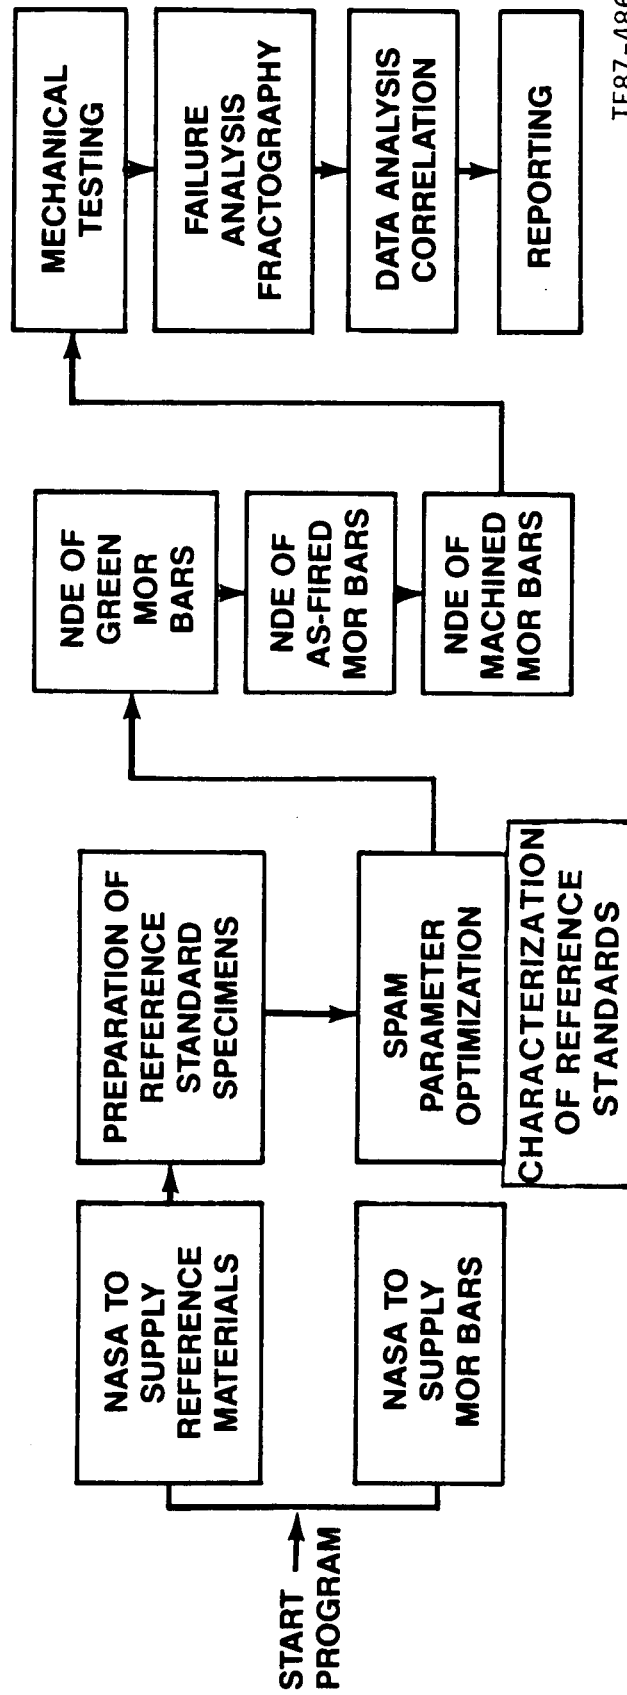 START
PROGRAM
NASA TO
SUPPLY
REFERENCE
MATERIALS
NASA TO
SUPPLY
MOR BARS
PREPARATION OF
REFERENCE
STANDARD
SPECIMENS
SPAM
PARAMETER
OPTIMIZATION
CHARACTERIZATION
OF REFERENCE
STANDARDS
NDE OF
GREEN
MOR
BARS
NDE OF
AS-FIRED
MOR BARS
NDE OF
MACHINED
MOR BARS
MECHANICAL
TESTING
FAILURE
ANALYSIS
FRACTOGRAPHY
DATA ANALYSIS
CORRELATION
REPORTING